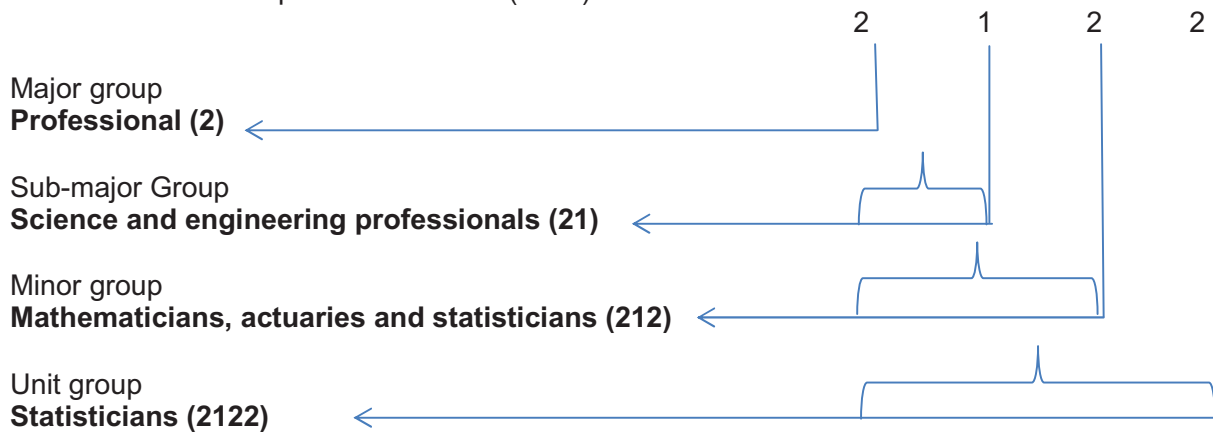 2 1 2 2
Major group
Professional (2)
Sub-major Group
Science and engineering professionals (21)
Minor group
Mathematicians, actuaries and statisticians (212)
Unit group
Statisticians (2122)